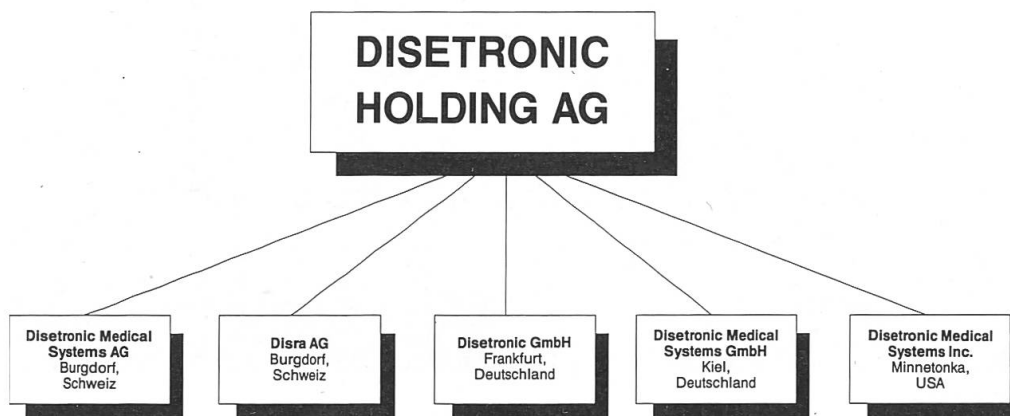 DISETRONIC
HOLDING AG
Disetronic Medical
Systems AG
Burgdorf,
Schweiz
Disra AG
Burgdorf,
Schweiz
Disetronic GmbH
Frankfurt,
Deutschland
Disetronic Medical
Systems GmbH
Kiel,
Deutschland
Disetronic Medical
Systems Inc.
Minnetonka,
USA